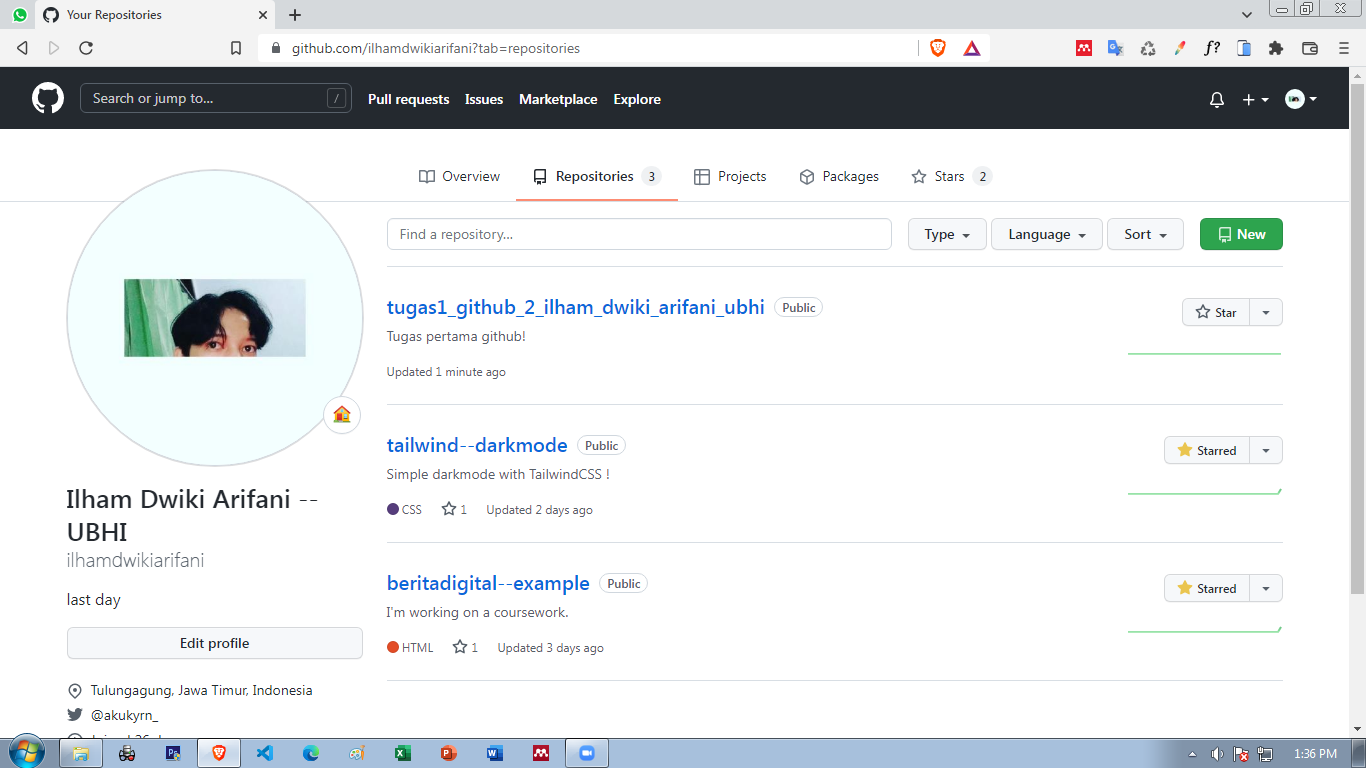 Your Repositories
github.com/ilhamdwikiarifani?tab=repositories
f?
Search or jump to... /
Pull requests Issues Marketplace Explore
Overview Repositories 3 Projects Packages Stars 2
Find a repository... Type Language Sort New
tugas1_github_2_ilham_dwiki_arifani_ubhi Public
Star
Tugas pertama github!
Updated 1 minute ago
tailwind--darkmode Public
Starred
Simple darkmode with TailwindCSS !
CSS 1 Updated 2 days ago
beritadigital--example Public
Starred
I'm working on a coursework.
HTML 1 Updated 3 days ago
Ilham Dwiki Arifani --
UBHI
ilhamdwikiarifani
last day
Edit profile
Tulungagung, Jawa Timur, Indonesia
@akukyrn_
1:36 PM